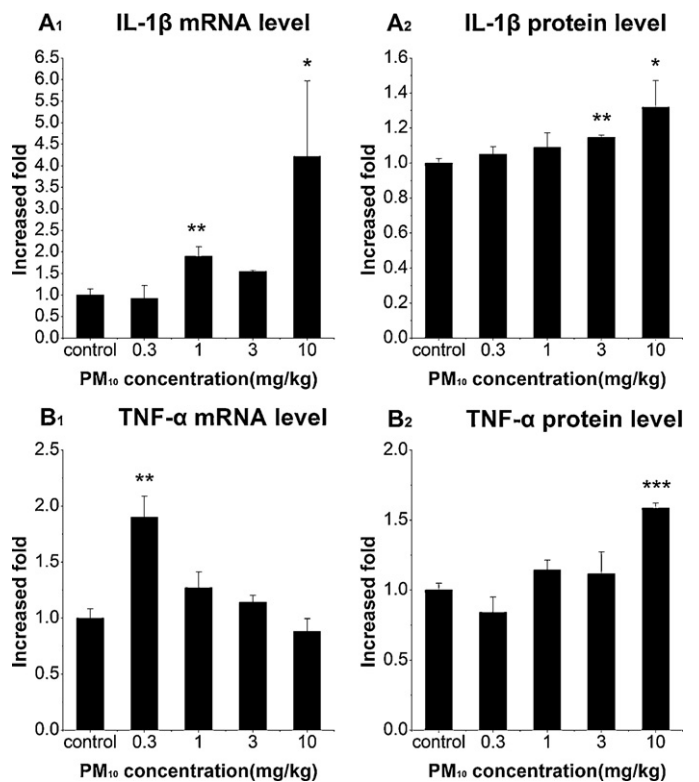 A1 IL-1β mRNA level
*
**
Increased fold
6.5
6.0
5.5
5.0
4.5
4.0
3.5
3.0
2.5
2.0
1.5
1.0
0.5
0.0
control 0.3 1 3 10
PM10 concentration(mg/kg)
A2 IL-1β protein level
*
**
Increased fold
1.6
1.4
1.2
1.0
0.8
0.6
0.4
0.2
0.0
control 0.3 1 3 10
PM10 concentration(mg/kg)
B1 TNF-α mRNA level
**
Increased fold
2.5
2.0
1.5
1.0
0.5
0.0
control 0.3 1 3 10
PM10 concentration(mg/kg)
B2 TNF-α protein level
***
Increased fold
2.0
1.5
1.0
0.5
0.0
control 0.3 1 3 10
PM10 concentration(mg/kg)